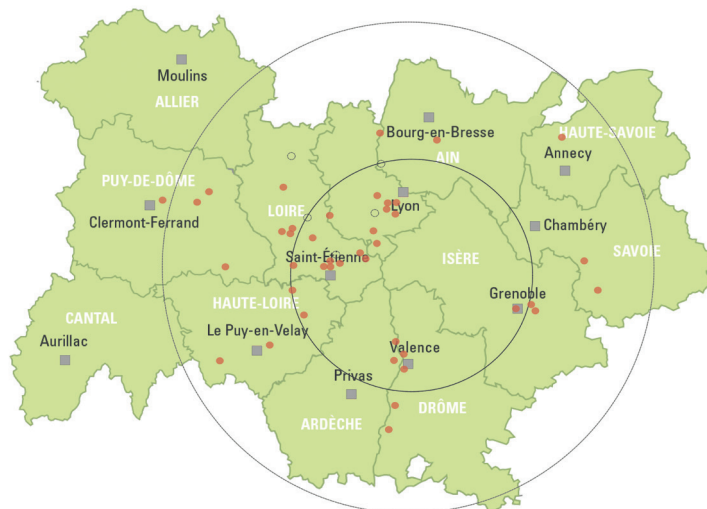 Moulins
ALLIER
Bourg-en-Bresse
HAUTE-SAVOIE
AIN
Annecy
PUY-DE-DÔME
Clermont-Ferrand
LOIRE
Lyon
Chambéry
SAVOIE
Saint-Étienne
ISÈRE
HAUTE-LOIRE
Grenoble
CANTAL
Le Puy-en-Velay
Aurillac
Valence
Privas
DRÔME
ARDÈCHE